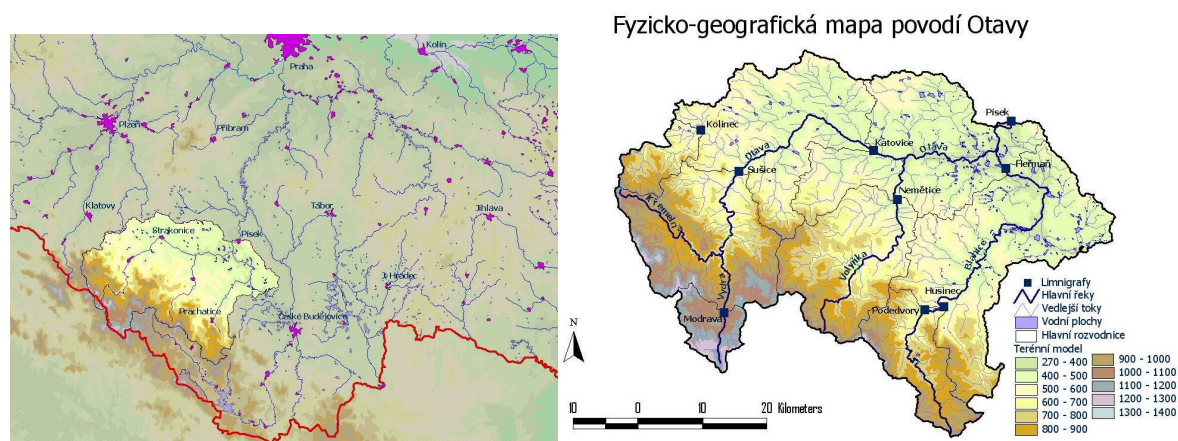 Fyzicko-geografická mapa povodí Otavy
Kolín
Praha
Plzeň
Příbram
Klatovy
Tábor
Jihlava
Strakonice
Písek
J.Hradec
Prachatice
České Budějovice
Písek
Kolinec
Katovice
Otava
Otava
Heřmaň
Sušice
Nemětice
Křemelná
Volyňka
Blanice
Vydra
Husinec
Modrava
Podedvory
Limnigrafy
Hlavní řeky
Vedlejší toky
Vodní plochy
Hlavní rozvodnice
Terénní model
270 - 400
400 - 500
500 - 600
600 - 700
700 - 800
800 - 900
900 - 1000
1000 - 1100
1100 - 1200
1200 - 1300
1300 - 1400
N
10 0 10 20 Kilometers